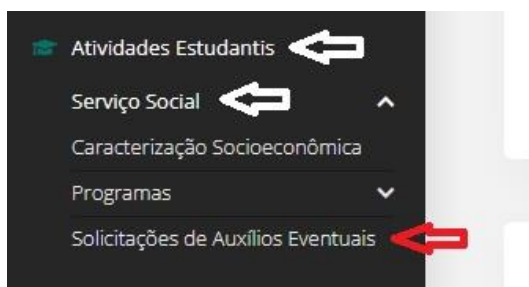 Atividades Estudantis
Serviço Social
Caracterização Socioeconômica
Programas
Solicitações de Auxílios Eventuais